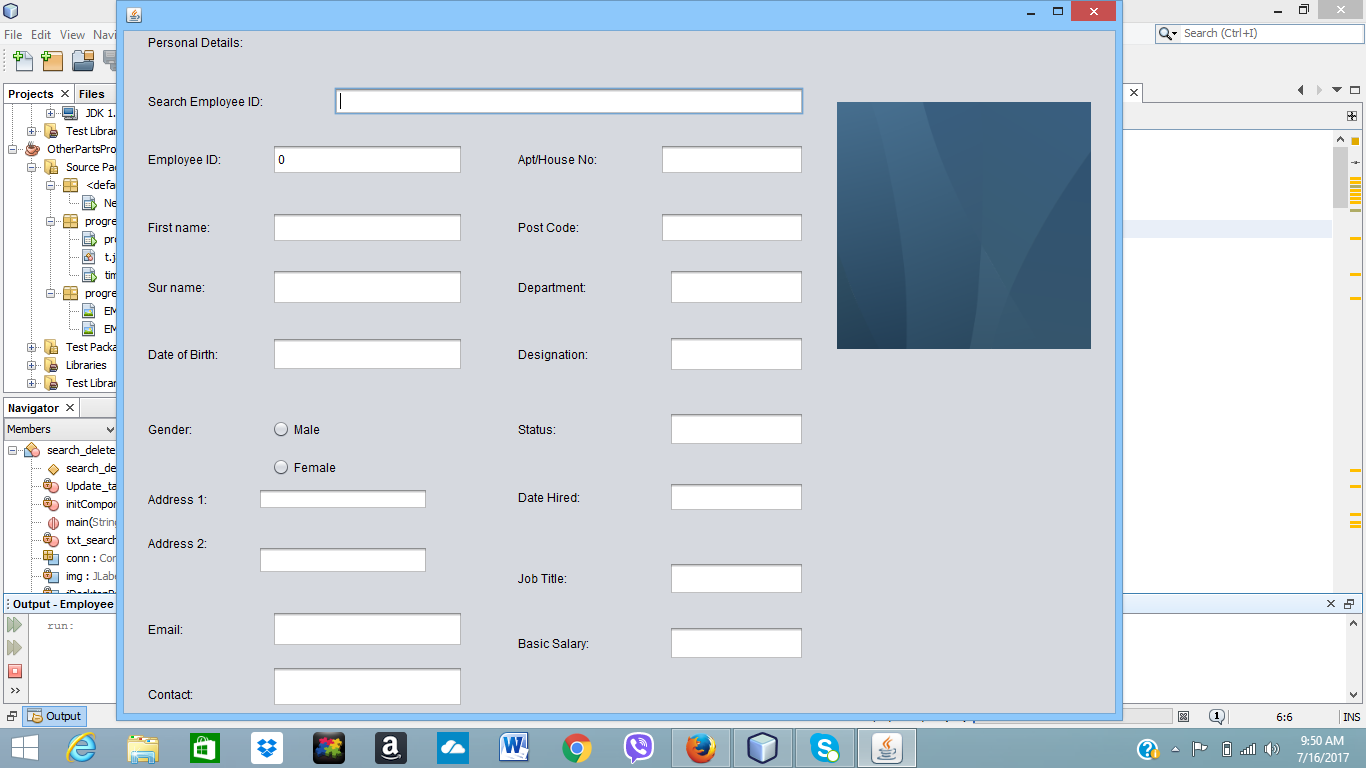 File Edit View Navi
Search (Ctrl+I)
Projects
Files
JDK 1.
Test Librar
OtherPartsPro
Source Pac
<defau
Ne
progre
pro
t.j
tim
progre
EM
EM
Test Packa
Libraries
Test Librar
Navigator
Members
search_delete
search_de
Update_ta
initCompor
main(String
txt_search
conn : Con
img : JLabe
Output - Employee
run:
Output
6:6
INS
Personal Details:
Search Employee ID:
Employee ID:
0
Apt/House No:
First name:
Post Code:
Sur name:
Department:
Date of Birth:
Designation:
Gender:
Male
Status:
Female
Address 1:
Date Hired:
Address 2:
Job Title:
Email:
Basic Salary:
Contact:
9:50 AM
7/16/2017